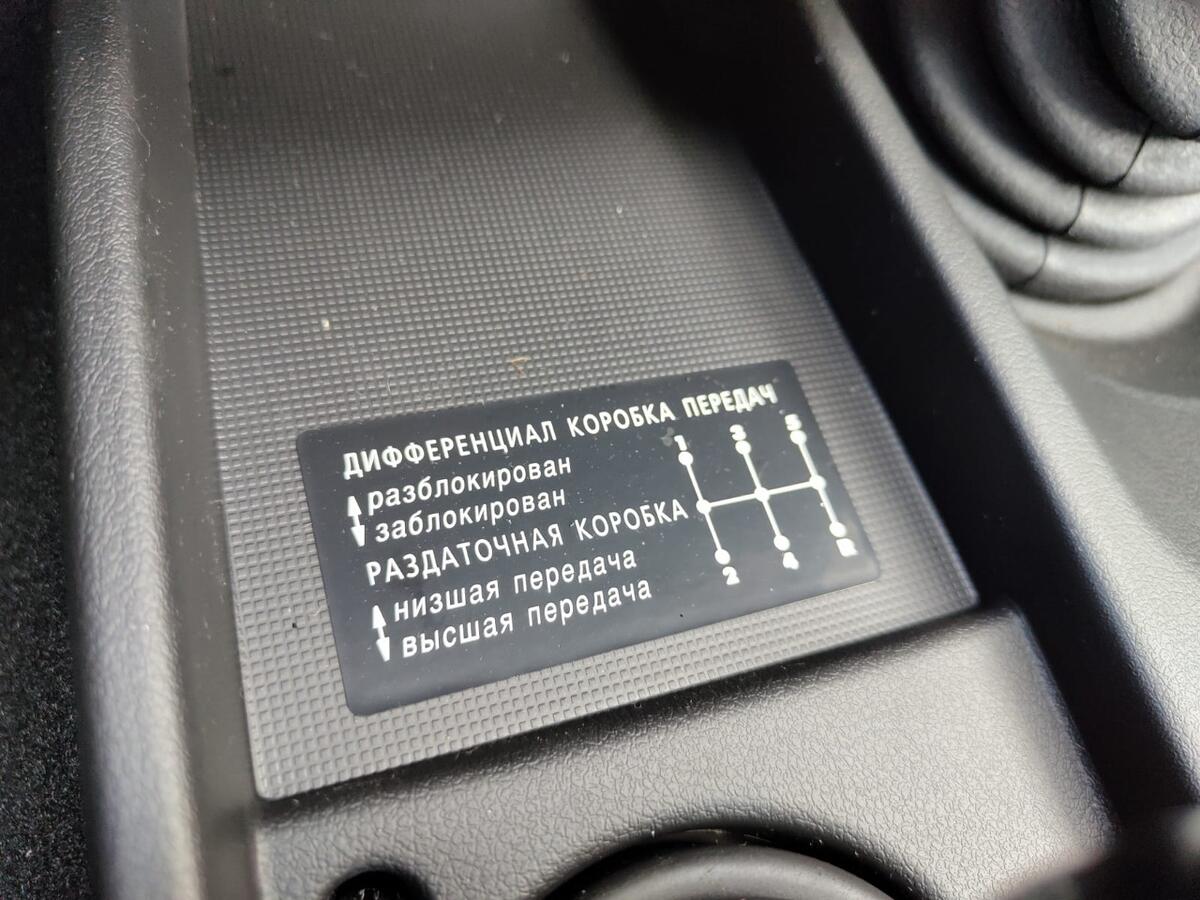 ДИФФЕРЕНЦИАЛ КОРОБКА ПЕРЕДАЧ
разблокирован
заблокирован
РАЗДАТОЧНАЯ КОРОБКА
низшая передача
высшая передача
1 3 5
2 4 R